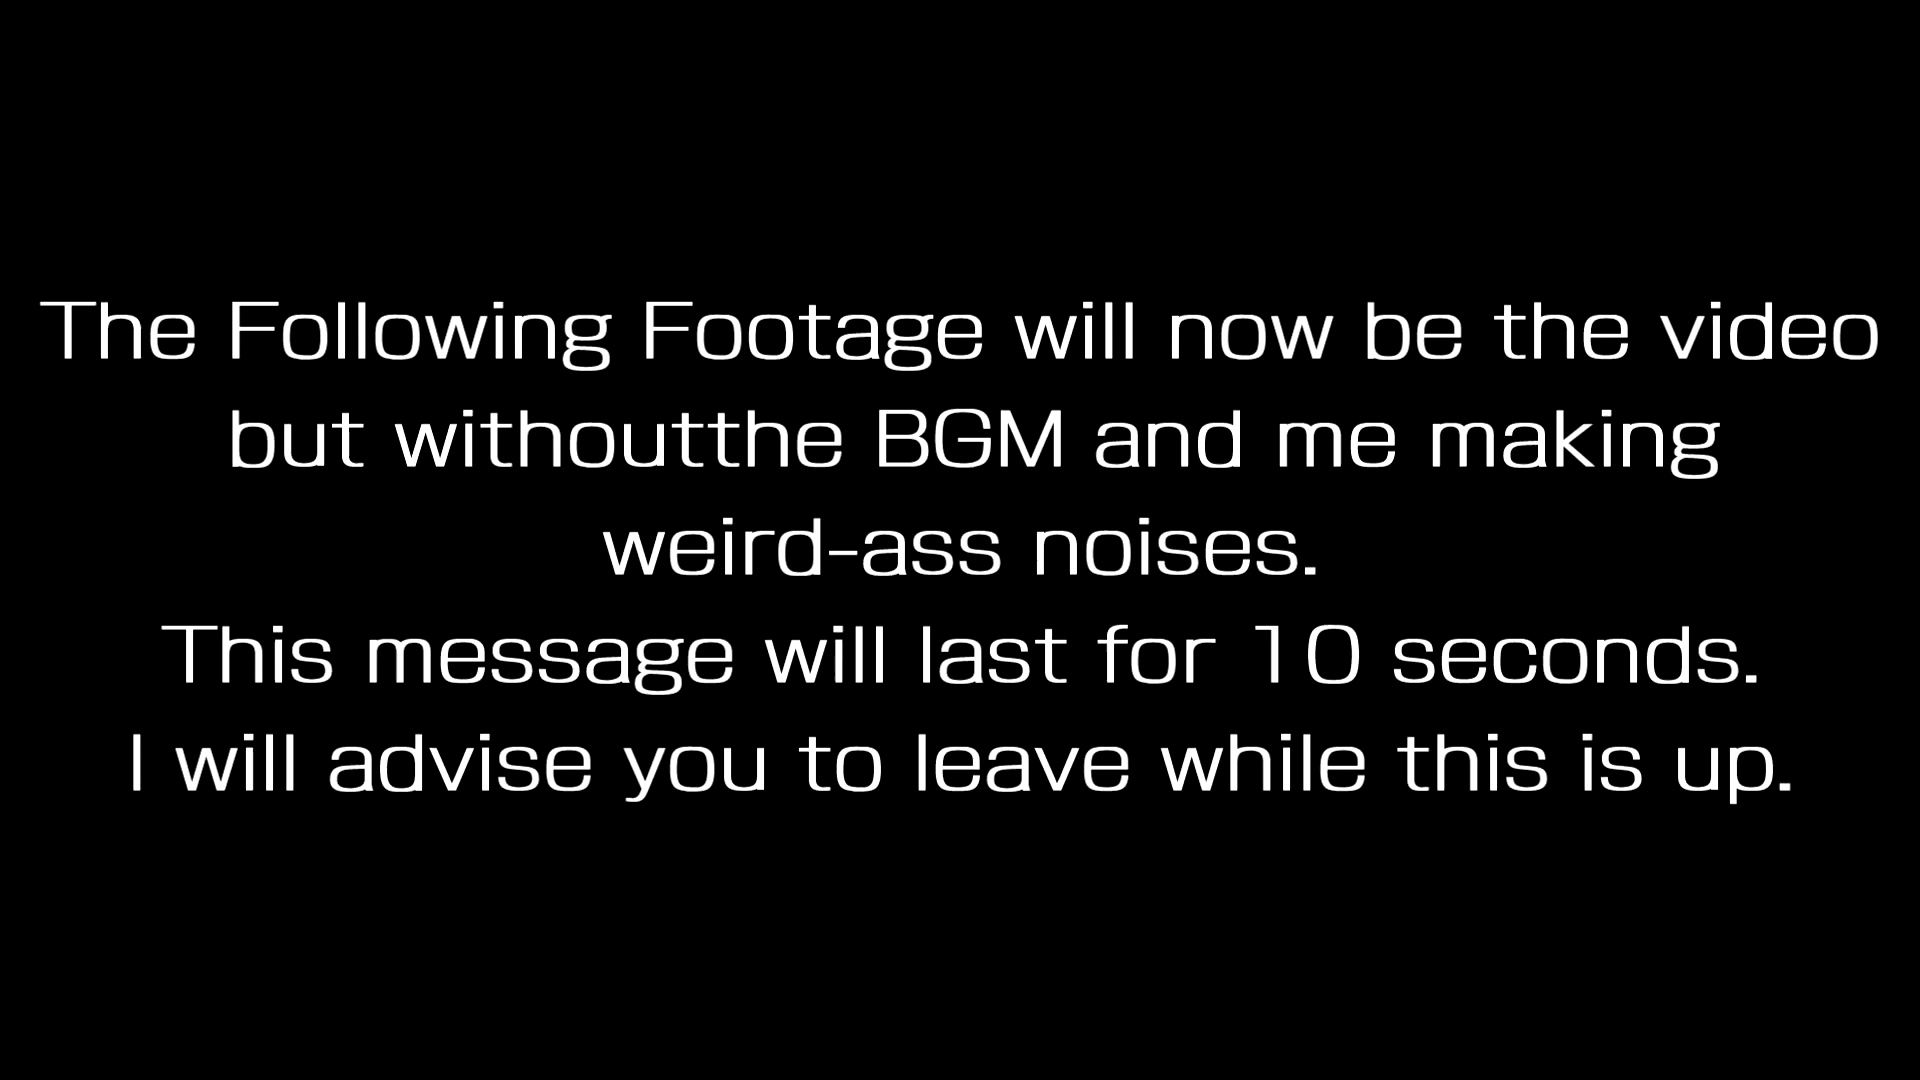 The Following Footage will now be the video
but withoutthe BGM and me making
weird-ass noises.
This message will last for 10 seconds.
I will advise you to leave while this is up.